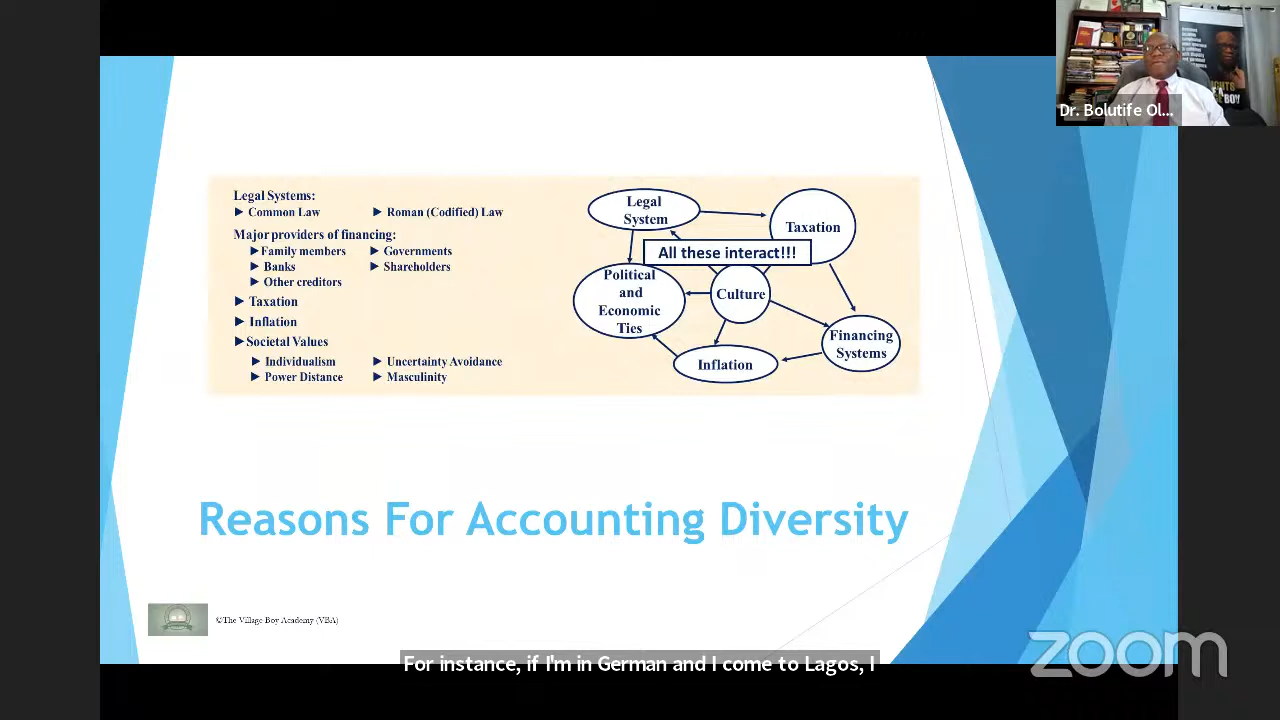 Dr. Bolutife Ol...
Legal Systems:
▶ Common Law ▶ Roman (Codified) Law
Major providers of financing:
▶ Family members ▶ Governments
▶ Banks ▶ Shareholders
▶ Other creditors
▶ Taxation
▶ Inflation
▶ Societal Values
▶ Individualism ▶ Uncertainty Avoidance
▶ Power Distance ▶ Masculinity
Legal
System
Taxation
All these interact!!!
Political
and
Economic
Ties
Culture
Financing
Systems
Inflation
Reasons For Accounting Diversity
©The Village Boy Academy (VBA)
For instance, if I'm in German and I come to Lagos, I
zoom